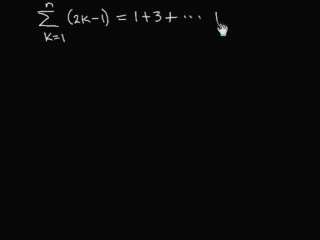 n
∑ (2k-1) = 1 + 3 + ···
k=1